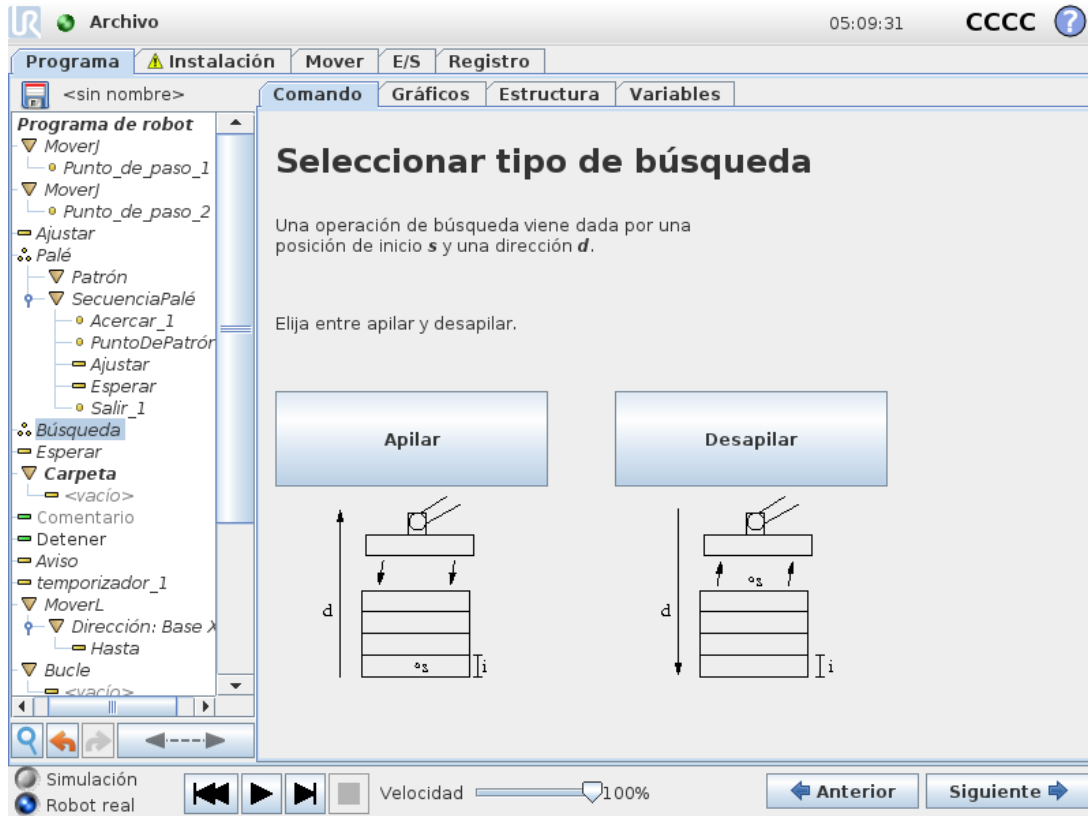 Archivo
05:09:31
CCCC
?
Programa
Instalación
Mover
E/S
Registro
<sin nombre>
Comando
Gráficos
Estructura
Variables
Programa de robot
MoverJ
Punto_de_paso_1
MoverJ
Punto_de_paso_2
Ajustar
Palé
Patrón
SecuenciaPalé
Acercar_1
PuntoDePatrór
Ajustar
Esperar
Salir_1
Búsqueda
Esperar
Carpeta
<vacío>
Comentario
Detener
Aviso
temporizador_1
MoverL
Dirección: Base X
Hasta
Bucle
<vacío>
Seleccionar tipo de búsqueda
Una operación de búsqueda viene dada por una
posición de inicio s y una dirección d.
Elija entre apilar y desapilar.
Apilar
Desapilar
d
s
i
d
s
i
Simulación
Robot real
Velocidad
100%
Anterior
Siguiente